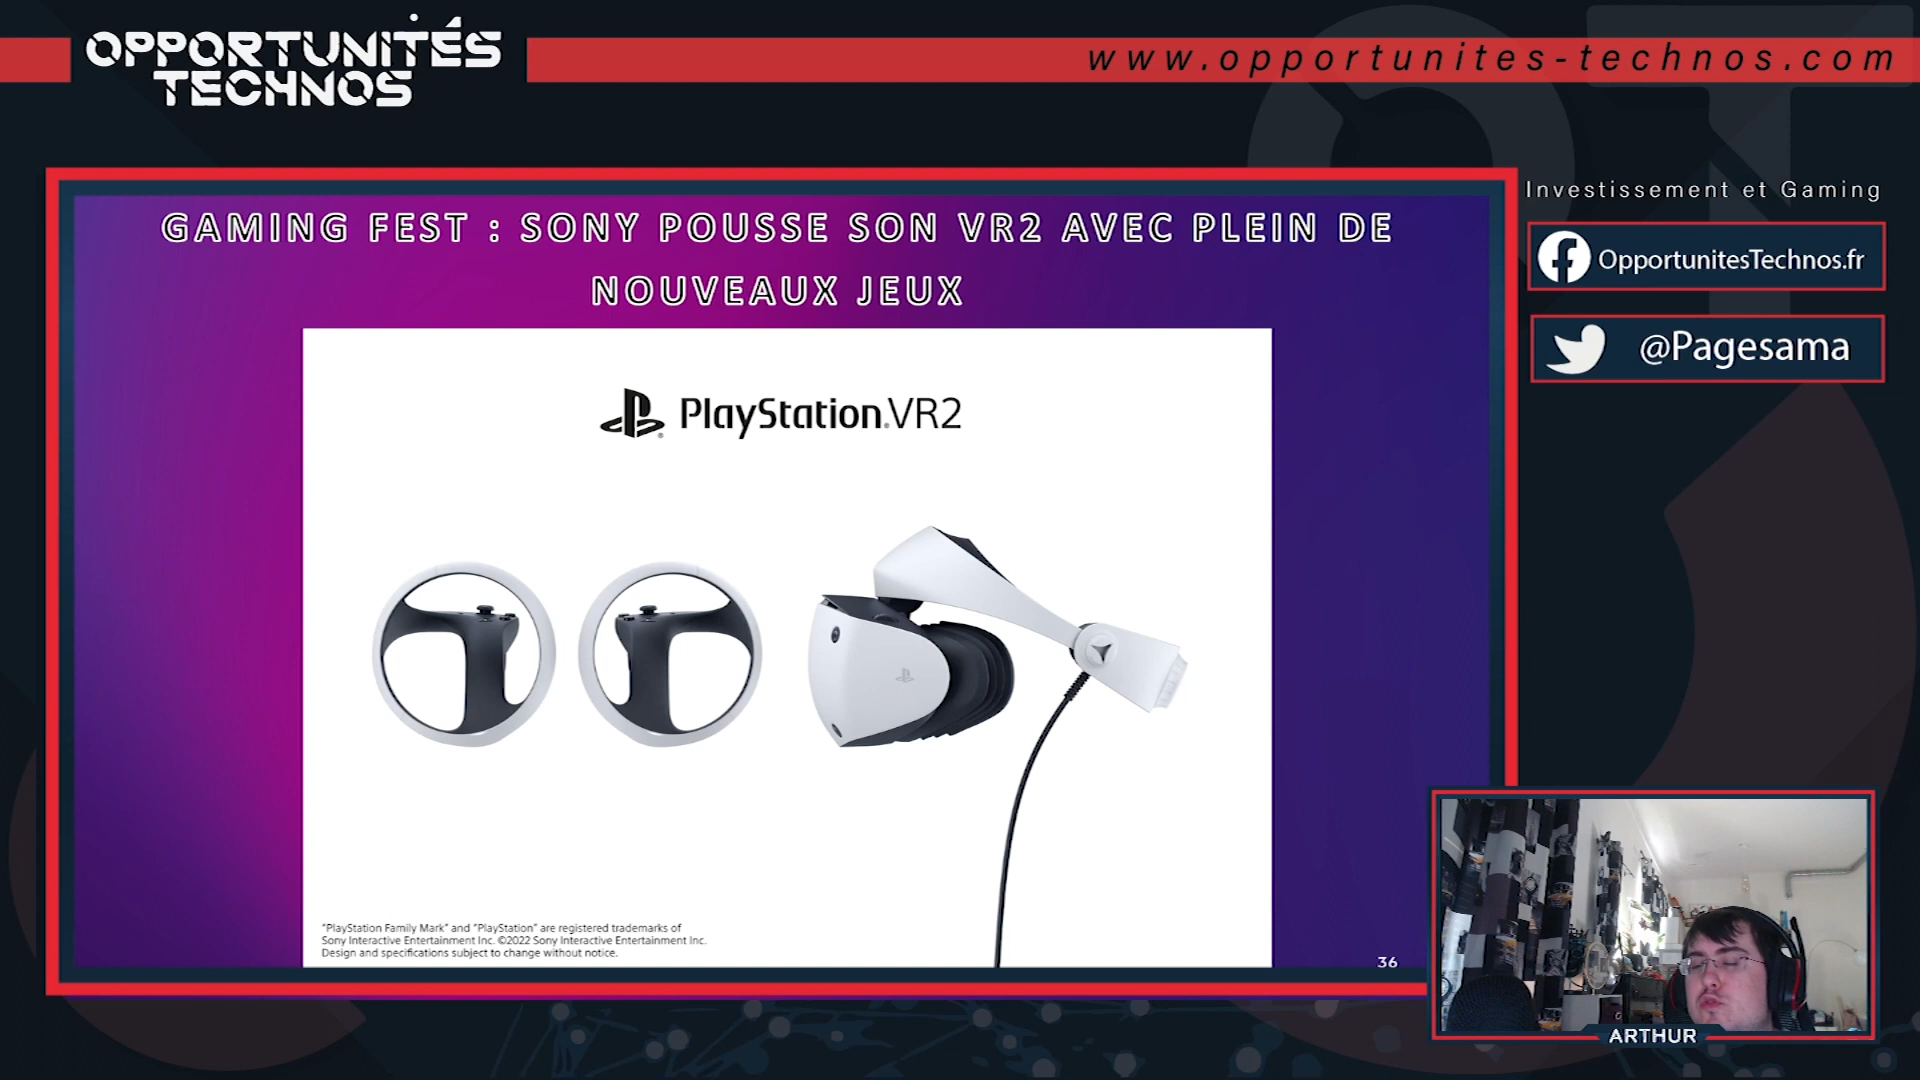 OPPORTUNITÉS
TECHNOS
www.opportunites-technos.com
Investissement et Gaming
OpportunitesTechnos.fr
@Pagesama
GAMING FEST : SONY POUSSE SON VR2 AVEC PLEIN DE
NOUVEAUX JEUX
PlayStation.VR2
"PlayStation Family Mark" and "PlayStation" are registered trademarks of
Sony Interactive Entertainment Inc. ©2022 Sony Interactive Entertainment Inc.
Design and specifications subject to change without notice.
36
ARTHUR